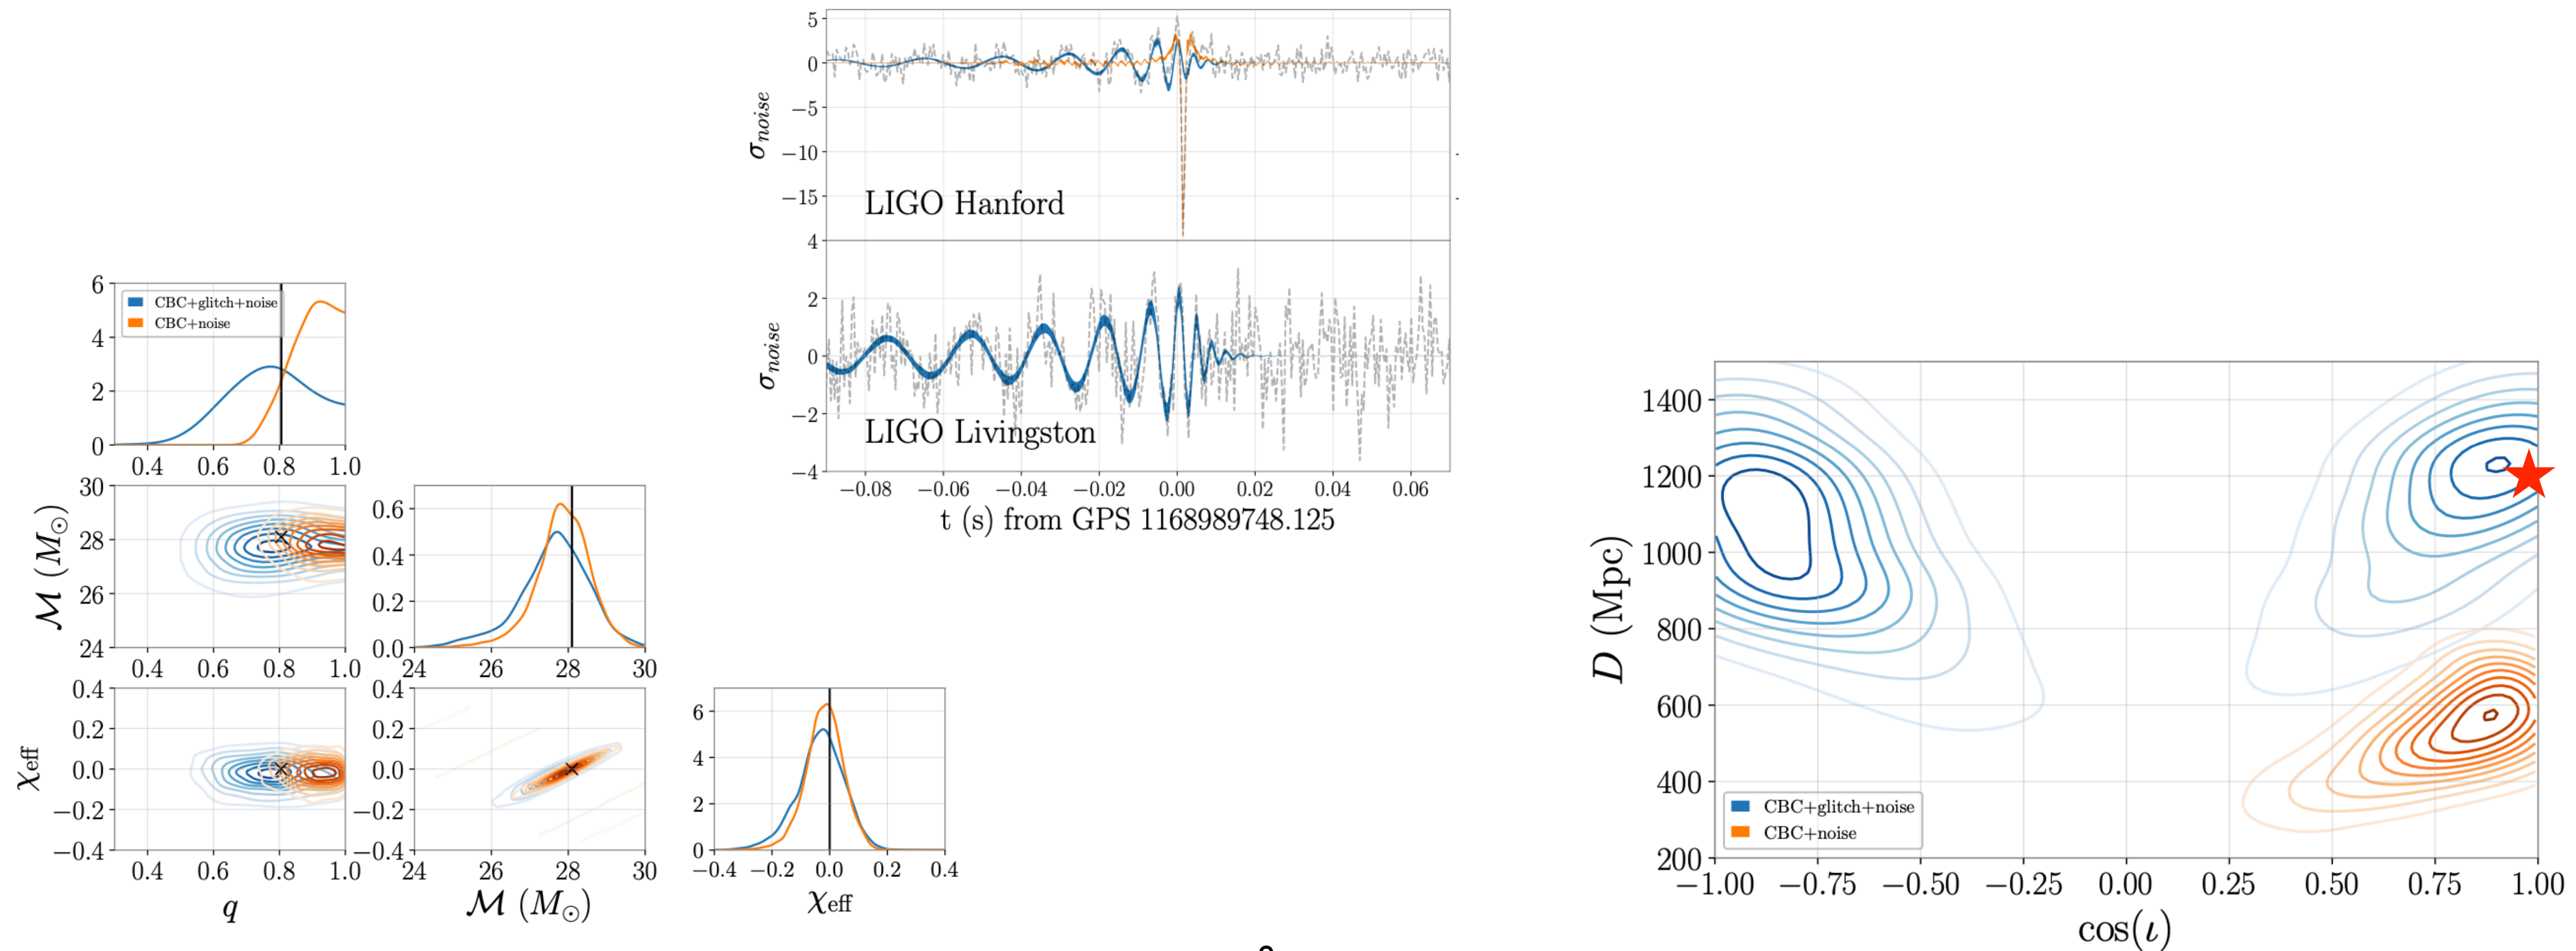 6
CBC+glitch+noise
CBC+noise
4
2
0
0.4 0.6 0.8 1.0
30
28
26
24
M (M⊙)
0.4 0.6 0.8 1.0
0.6
0.4
0.2
0.0
24 26 28 30
0.4
0.2
0.0
−0.2
−0.4
χeff
0.4 0.6 0.8 1.0
q
0.4
0.2
0.0
−0.2
−0.4
24 26 28 30
M (M⊙)
6
4
2
0
−0.4 −0.2 0.0 0.2 0.4
χeff
5
0
−5
−10
−15
σnoise
LIGO Hanford
4
2
0
−2
−4
σnoise
LIGO Livingston
−0.08 −0.06 −0.04 −0.02 0.00 0.02 0.04 0.06
t (s) from GPS 1168989748.125
1400
1200
1000
800
600
400
200
D (Mpc)
CBC+glitch+noise
CBC+noise
−1.00 −0.75 −0.50 −0.25 0.00 0.25 0.50 0.75 1.00
cos(ι)